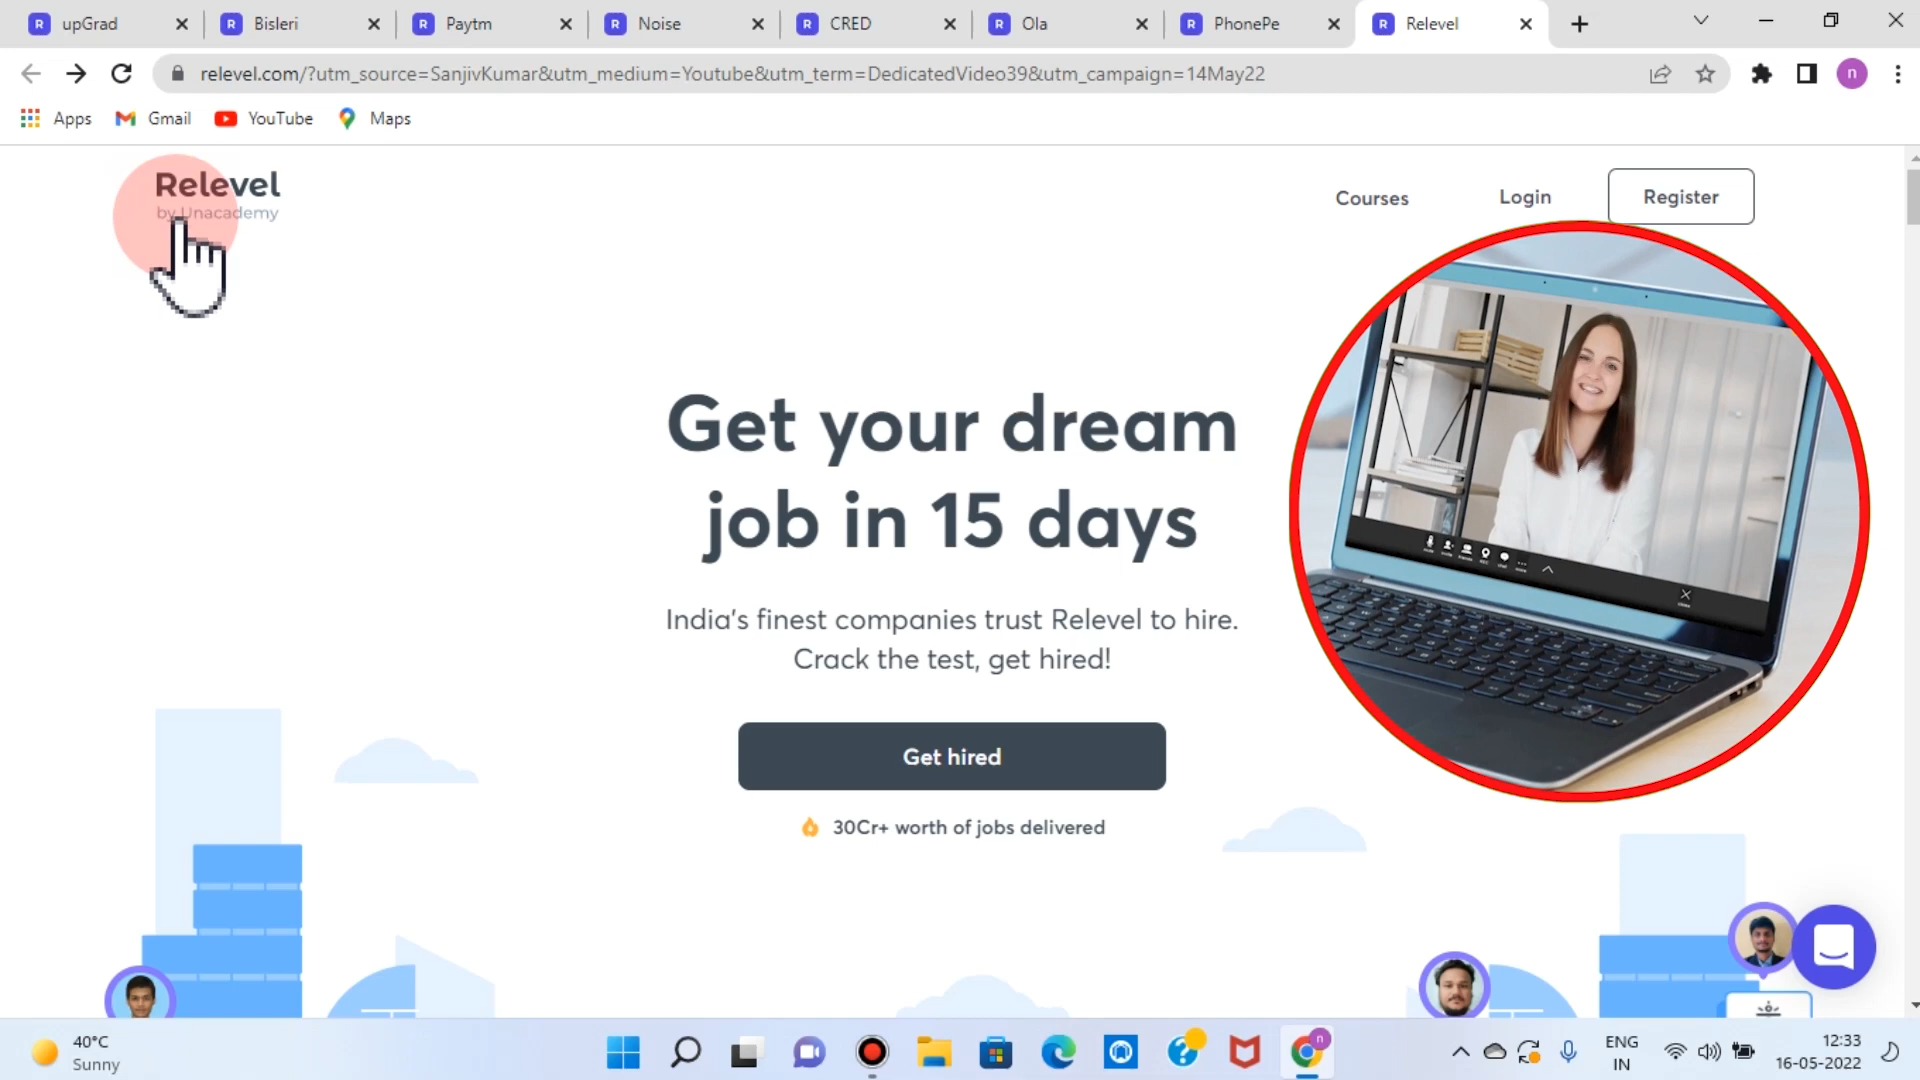 upGrad
Bisleri
Paytm
Noise
CRED
Ola
PhonePe
Relevel
relevel.com/?utm_source=SanjivKumar&utm_medium=Youtube&utm_term=DedicatedVideo39&utm_campaign=14May22
n
Apps
Gmail
YouTube
Maps
Relevel
by Unacademy
Courses
Login
Register
Get your dream
job in 15 days
India's finest companies trust Relevel to hire.
Crack the test, get hired!
Get hired
30Cr+ worth of jobs delivered
40°C
Sunny
n
ENG
IN
12:33
16-05-2022